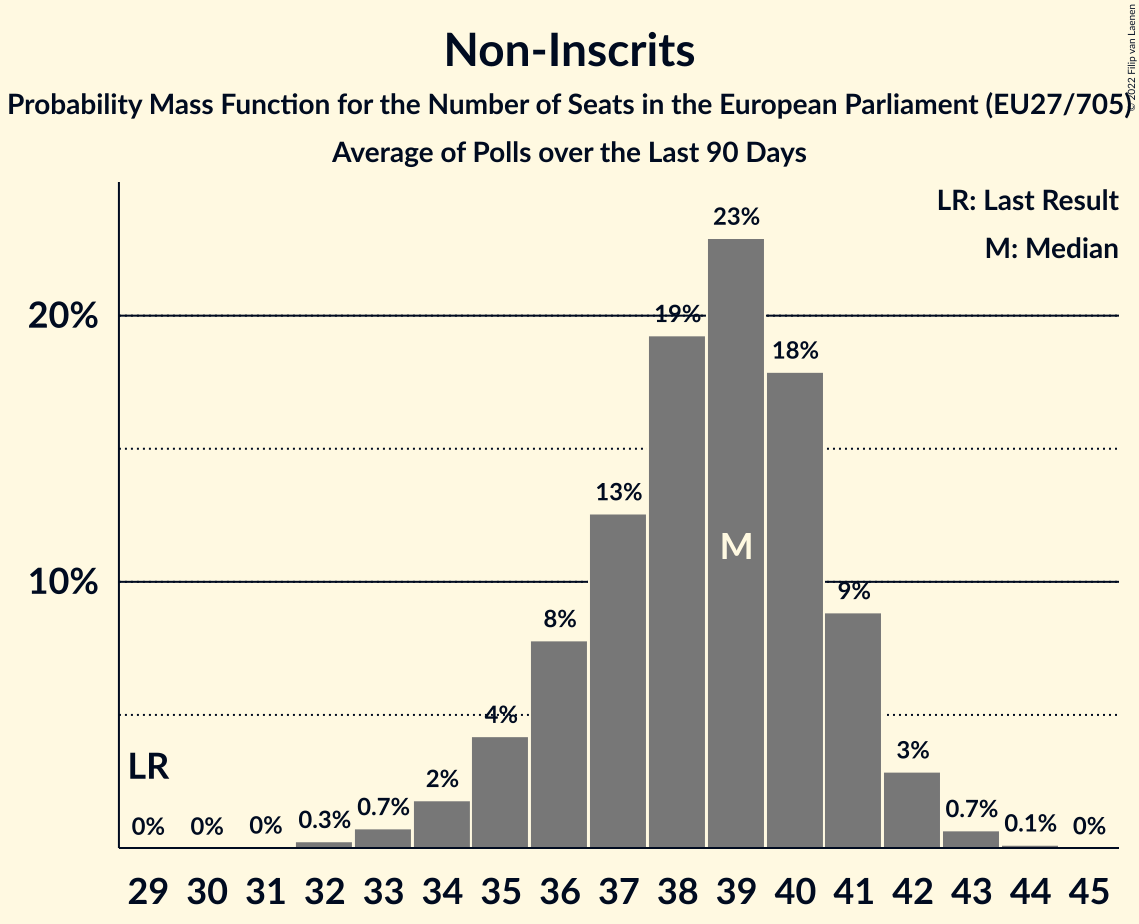 Non-Inscrits
Probability Mass Function for the Number of Seats in the European Parliament (EU27/705)
Average of Polls over the Last 90 Days
© 2022 Filip van Laenen
LR: Last Result
M: Median
20%
10%
LR
M
0%
0%
0%
0.3%
0.7%
2%
4%
8%
13%
19%
23%
18%
9%
3%
0.7%
0.1%
0%
29 30 31 32 33 34 35 36 37 38 39 40 41 42 43 44 45